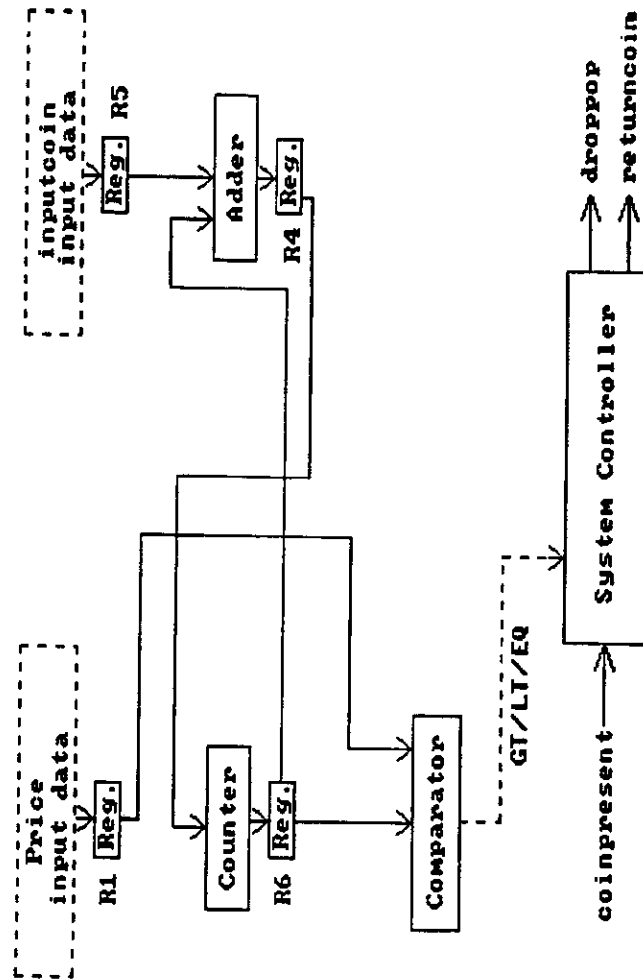 Price
input data
inputcoin
input data
R1
Reg.
Reg.
R5
Counter
Adder
R6
Reg.
R4
Reg.
Comparator
GT/LT/EQ
coinpresent
System Controller
droppop
returncoin